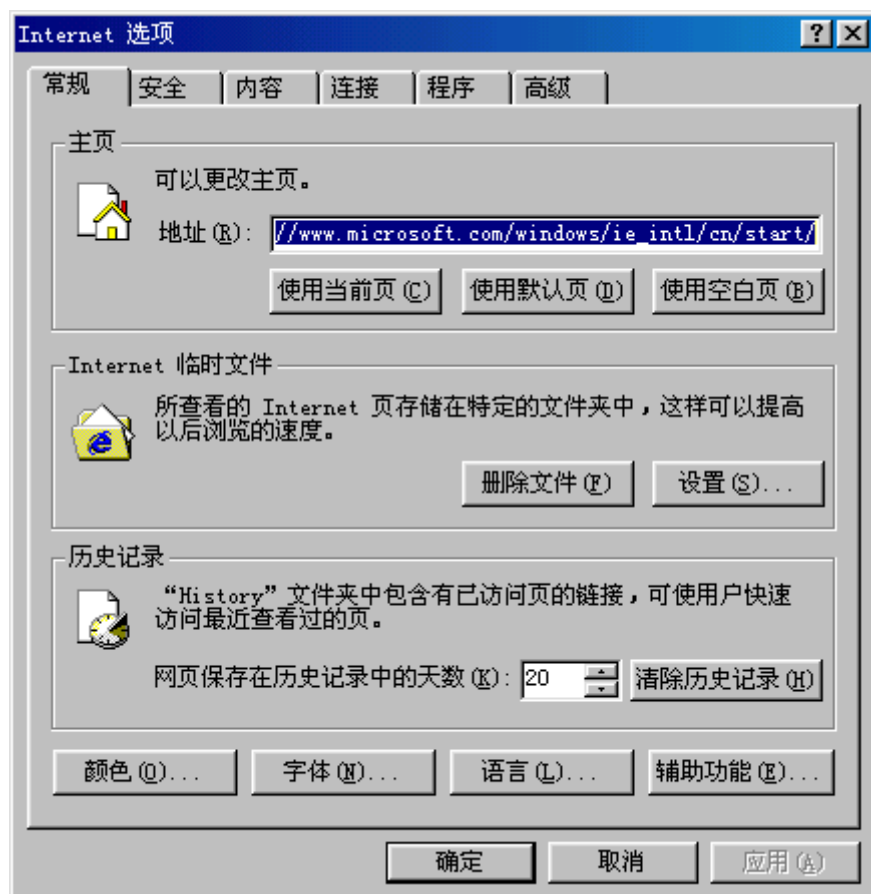 Internet 选项
常规 安全 内容 连接 程序 高级
主页
可以更改主页。
地址(R): //www.microsoft.com/windows/ie_intl/cn/start/
使用当前页(C) 使用默认页(D) 使用空白页(B)
Internet 临时文件
所查看的 Internet 页存储在特定的文件夹中，这样可以提高
以后浏览的速度。
删除文件(F) 设置(S)...
历史记录
“History”文件夹中包含有已访问页的链接，可使用户快速
访问最近查看过的页。
网页保存在历史记录中的天数(K): 20 清除历史记录(H)
颜色(O)... 字体(N)... 语言(L)... 辅助功能(E)...
确定 取消 应用(A)